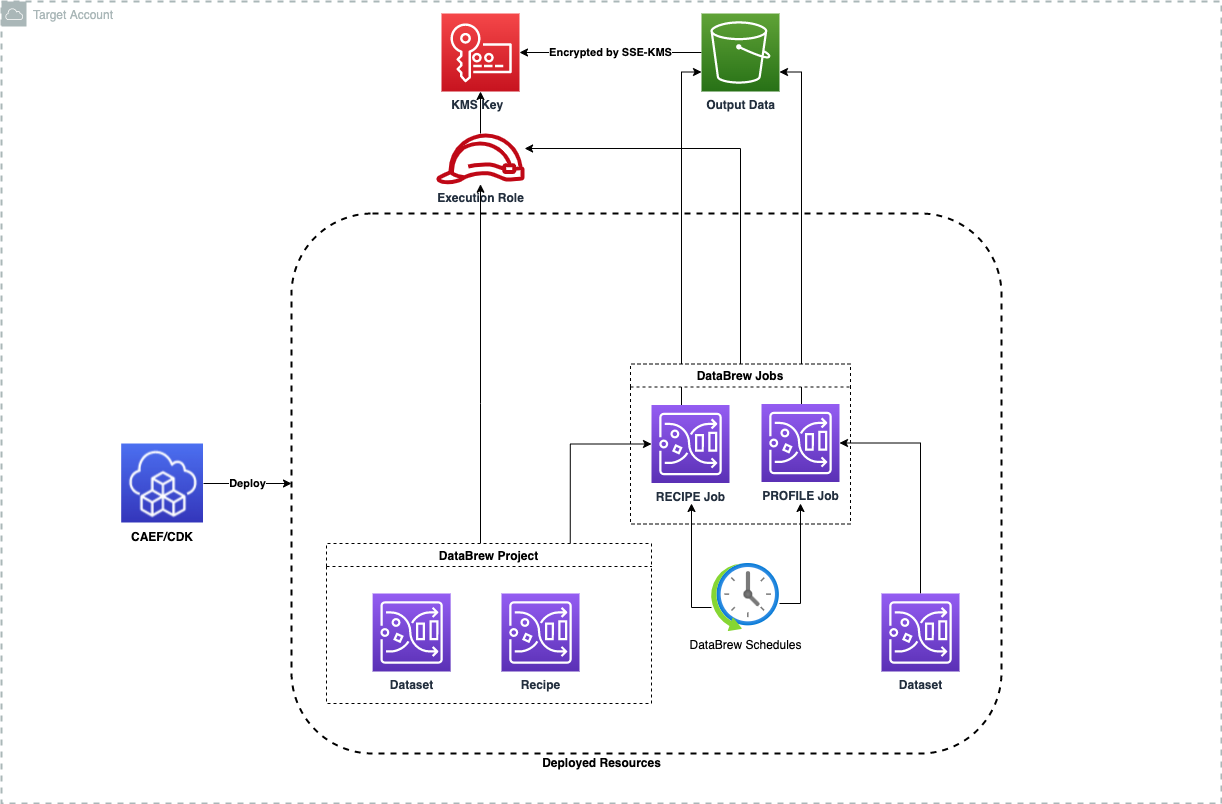 Target Account
Encrypted by SSE-KMS
KMS Key
Output Data
Execution Role
DataBrew Jobs
RECIPE Job
PROFILE Job
Deploy
CAEF/CDK
DataBrew Project
Dataset
Recipe
DataBrew Schedules
Dataset
Deployed Resources